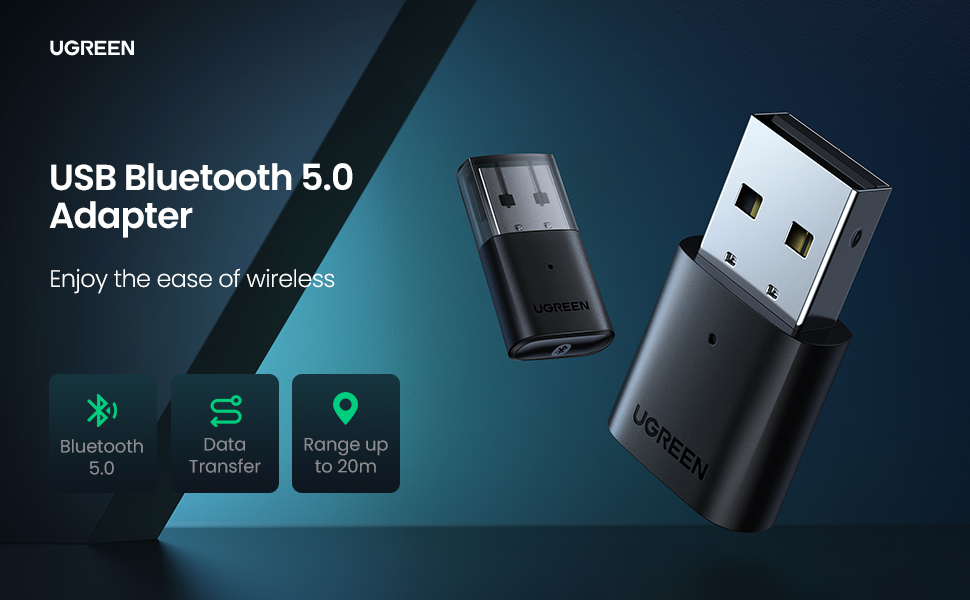 UGREEN
USB Bluetooth 5.0
Adapter
Enjoy the ease of wireless
Bluetooth
5.0
Data
Transfer
Range up
to 20m
UGREEN
UGREEN